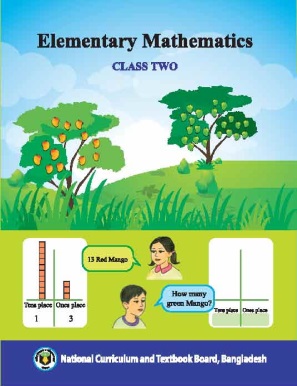 Elementary Mathematics
CLASS TWO
13 Red Mango
How many
green Mango?
Tens place Ones place
1 3
Tens place Ones place
National Curriculum and Textbook Board, Bangladesh